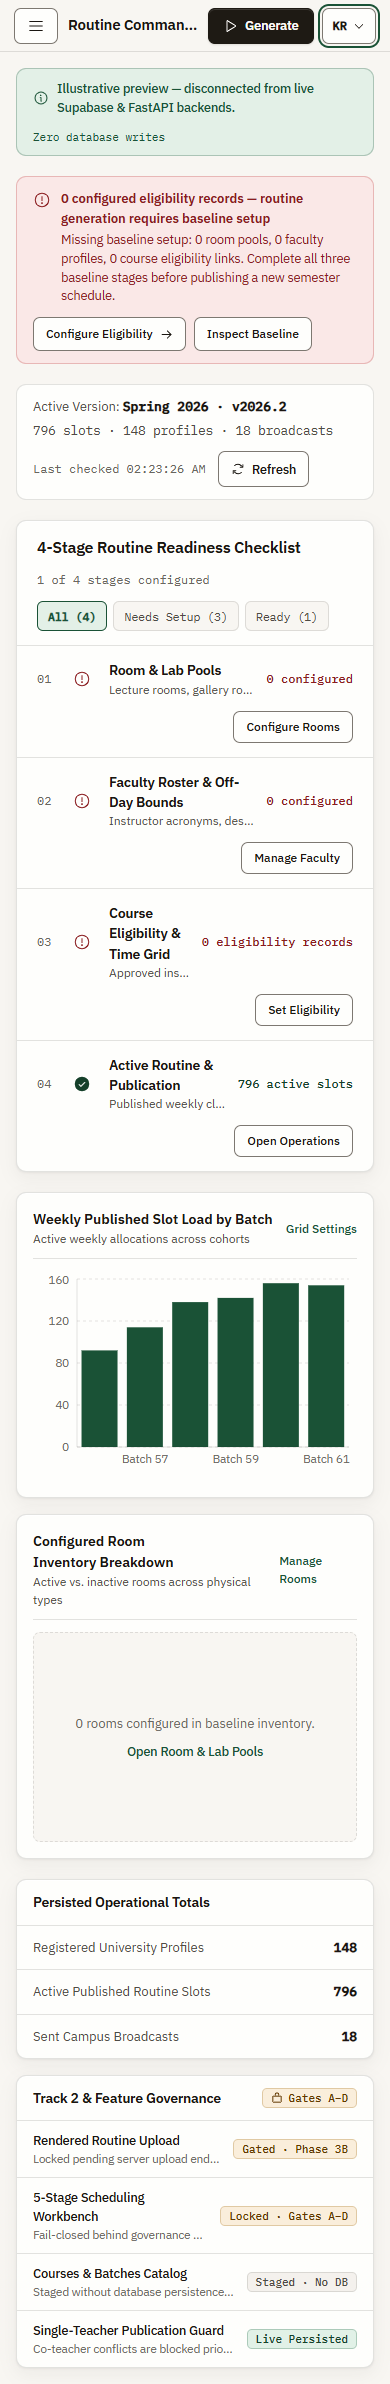 Routine Comman...
Generate
KR
Illustrative preview — disconnected from live
Supabase & FastAPI backends.
Zero database writes
0 configured eligibility records — routine
generation requires baseline setup
Missing baseline setup: 0 room pools, 0 faculty
profiles, 0 course eligibility links. Complete all three
baseline stages before publishing a new semester
schedule.
Configure Eligibility →
Inspect Baseline
Active Version: Spring 2026 · v2026.2
796 slots · 148 profiles · 18 broadcasts
Last checked 02:23:26 AM
Refresh
4-Stage Routine Readiness Checklist
1 of 4 stages configured
All (4)
Needs Setup (3)
Ready (1)
01
Room & Lab Pools
Lecture rooms, gallery ro...
0 configured
Configure Rooms
02
Faculty Roster & Off-
Day Bounds
Instructor acronyms, des...
0 configured
Manage Faculty
03
Course
Eligibility &
Time Grid
Approved ins...
0 eligibility records
Set Eligibility
04
Active Routine &
Publication
Published weekly cl...
796 active slots
Open Operations
Weekly Published Slot Load by Batch
Active weekly allocations across cohorts
Grid Settings
160
120
80
40
0
Batch 57
Batch 59
Batch 61
Configured Room
Inventory Breakdown
Active vs. inactive rooms across physical
types
Manage
Rooms
0 rooms configured in baseline inventory.
Open Room & Lab Pools
Persisted Operational Totals
Registered University Profiles
148
Active Published Routine Slots
796
Sent Campus Broadcasts
18
Track 2 & Feature Governance
Gates A–D
Rendered Routine Upload
Locked pending server upload end...
Gated · Phase 3B
5-Stage Scheduling
Workbench
Fail-closed behind governance ...
Locked · Gates A–D
Courses & Batches Catalog
Staged without database persistence...
Staged · No DB
Single-Teacher Publication Guard
Co-teacher conflicts are blocked prio...
Live Persisted